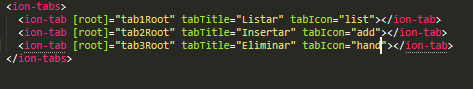 <ion-tabs>
<ion-tab [root]="tab1Root" tabTitle="Listar" tabIcon="list"></ion-tab>
<ion-tab [root]="tab2Root" tabTitle="Insertar" tabIcon="add"></ion-tab>
<ion-tab [root]="tab3Root" tabTitle="Eliminar" tabIcon="hand"></ion-tab>
</ion-tabs>